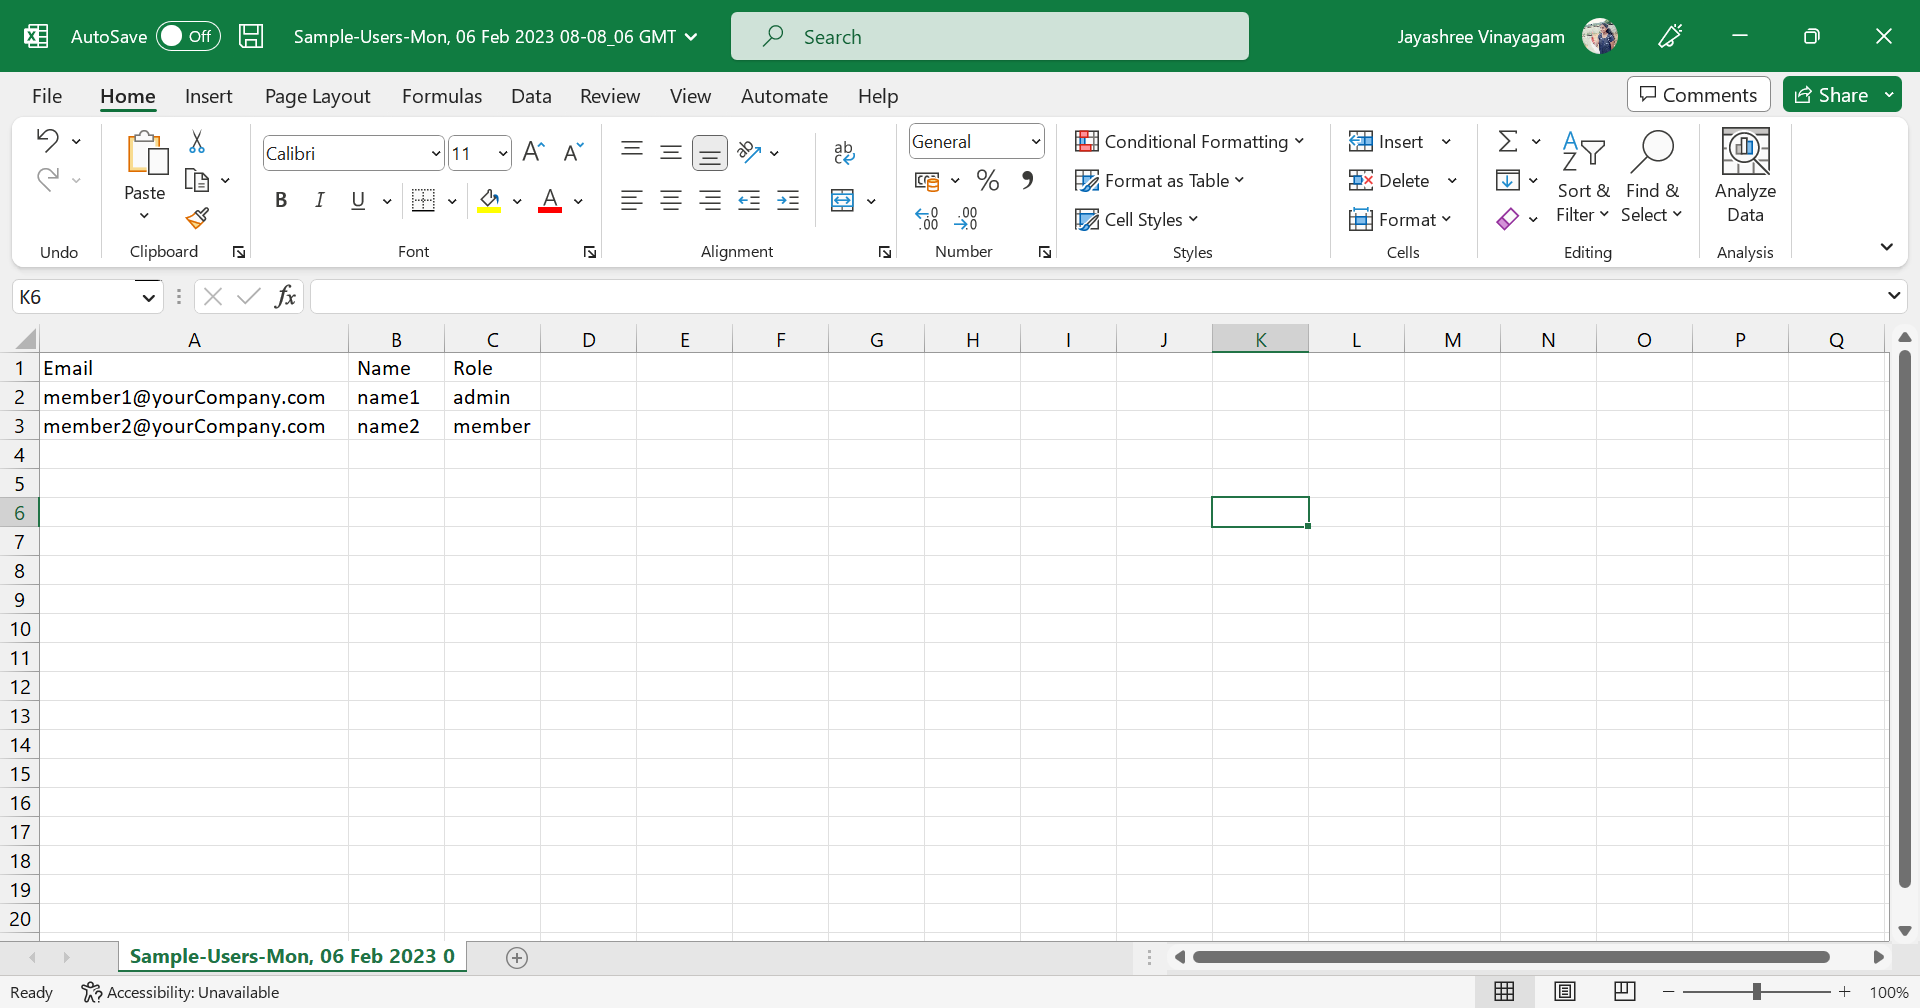 AutoSave Off Sample-Users-Mon, 06 Feb 2023 08-08_06 GMT Search Jayashree Vinayagam
File Home Insert Page Layout Formulas Data Review View Automate Help Comments Share
Paste
Undo
Clipboard
Calibri 11
B I U A
Font
ab
c
Alignment
General
% ,
.0 .00
.00 .0
Number
Conditional Formatting
Format as Table
Cell Styles
Styles
Insert
Delete
Format
Cells
Σ
A
Z
Sort &
Filter
Find &
Select
Editing
Analyze
Data
Analysis
K6 fx
A B C D E F G H I J K L M N O P Q
1 Email Name Role
2 member1@yourCompany.com name1 admin
3 member2@yourCompany.com name2 member
4
5
6
7
8
9
10
11
12
13
14
15
16
17
18
19
20
Sample-Users-Mon, 06 Feb 2023 0
Ready Accessibility: Unavailable 100%